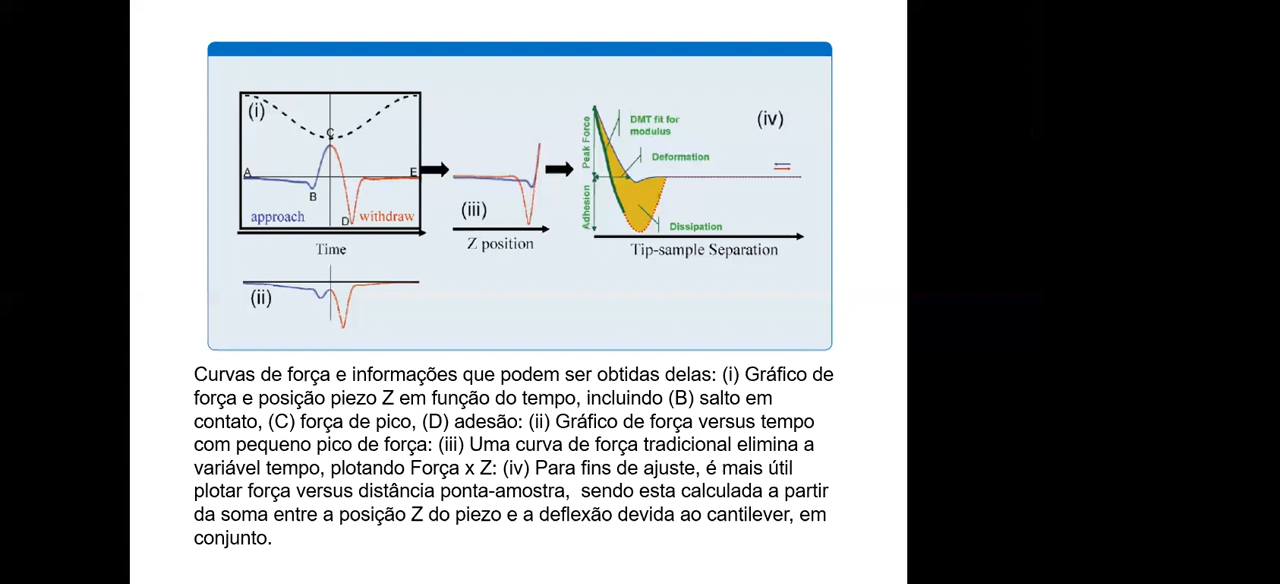 (i)
C
A
E
B
approach
D
withdraw
Time
(ii)
(iii)
Z position
(iv)
Peak Force
Adhesion
DMT fit for
modulus
Deformation
Dissipation
Tip-sample Separation
Curvas de força e informações que podem ser obtidas delas: (i) Gráfico de
força e posição piezo Z em função do tempo, incluindo (B) salto em
contato, (C) força de pico, (D) adesão: (ii) Gráfico de força versus tempo
com pequeno pico de força: (iii) Uma curva de força tradicional elimina a
variável tempo, plotando Força x Z: (iv) Para fins de ajuste, é mais útil
plotar força versus distância ponta-amostra, sendo esta calculada a partir
da soma entre a posição Z do piezo e a deflexão devida ao cantilever, em
conjunto.